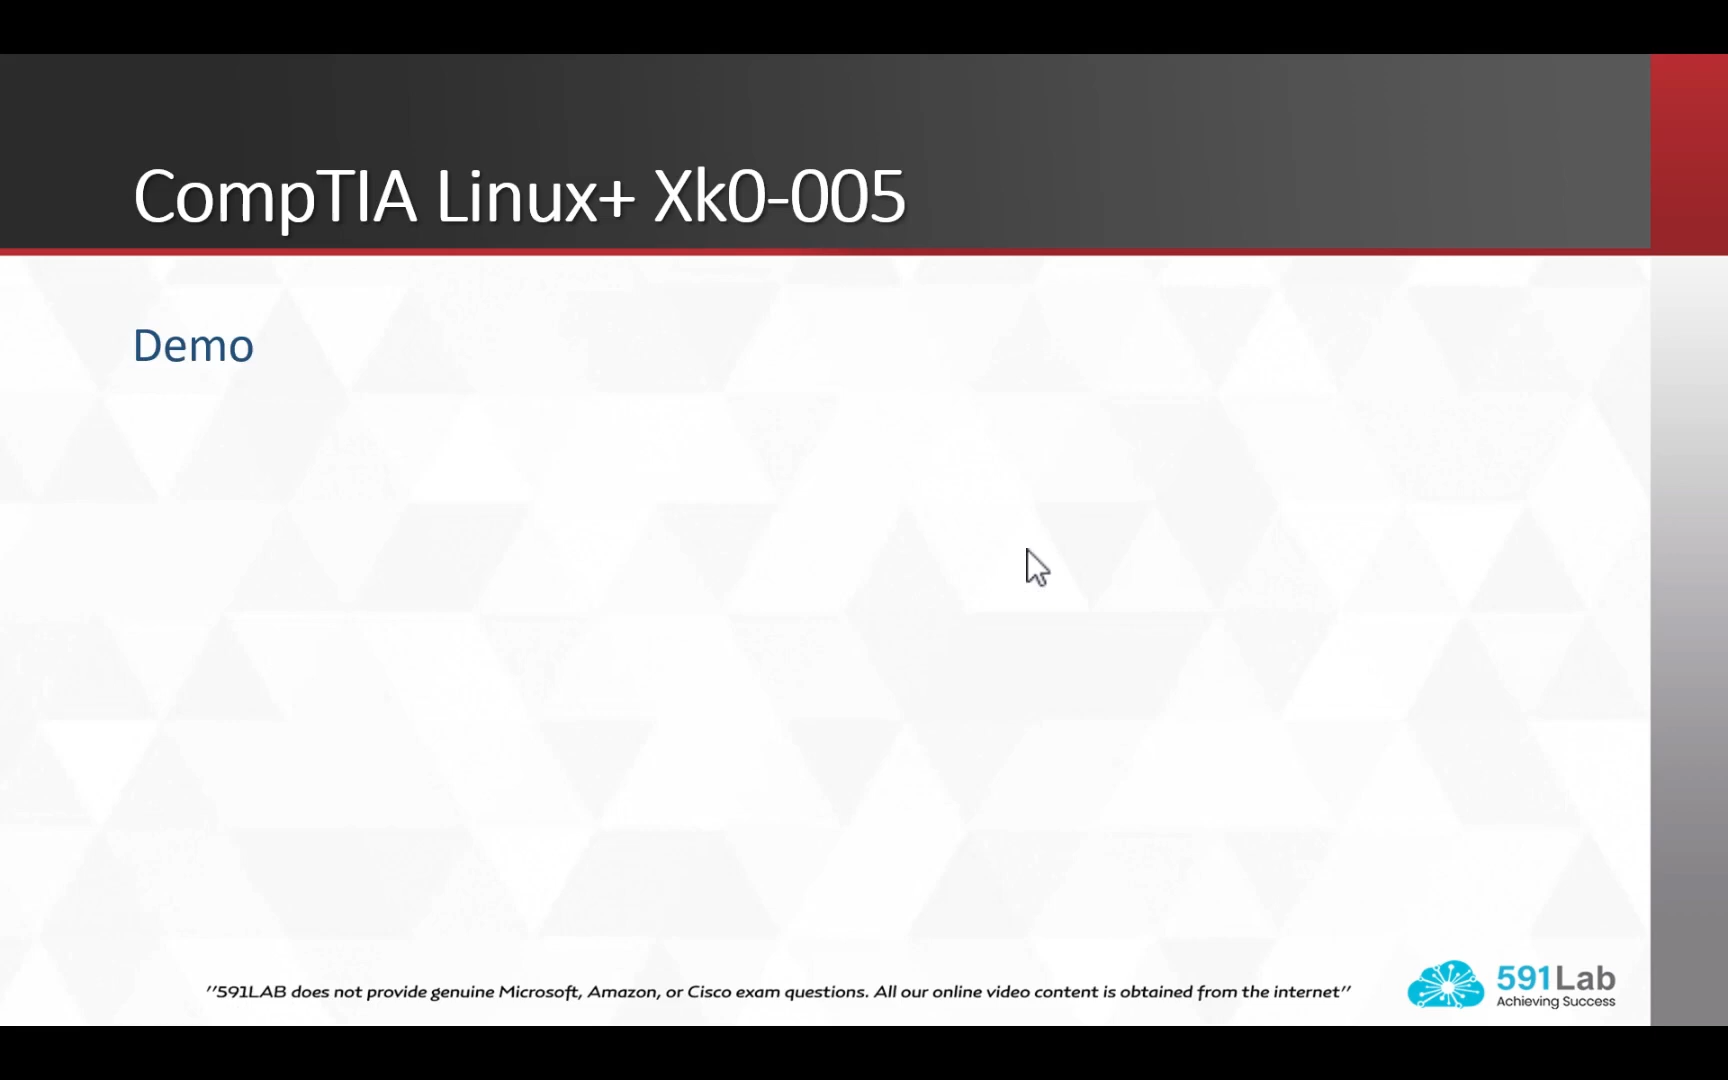 CompTIA Linux+ Xk0-005
Demo
’’591LAB does not provide genuine Microsoft, Amazon, or Cisco exam questions. All our online video content is obtained from the internet’’
591Lab
Achieving Success